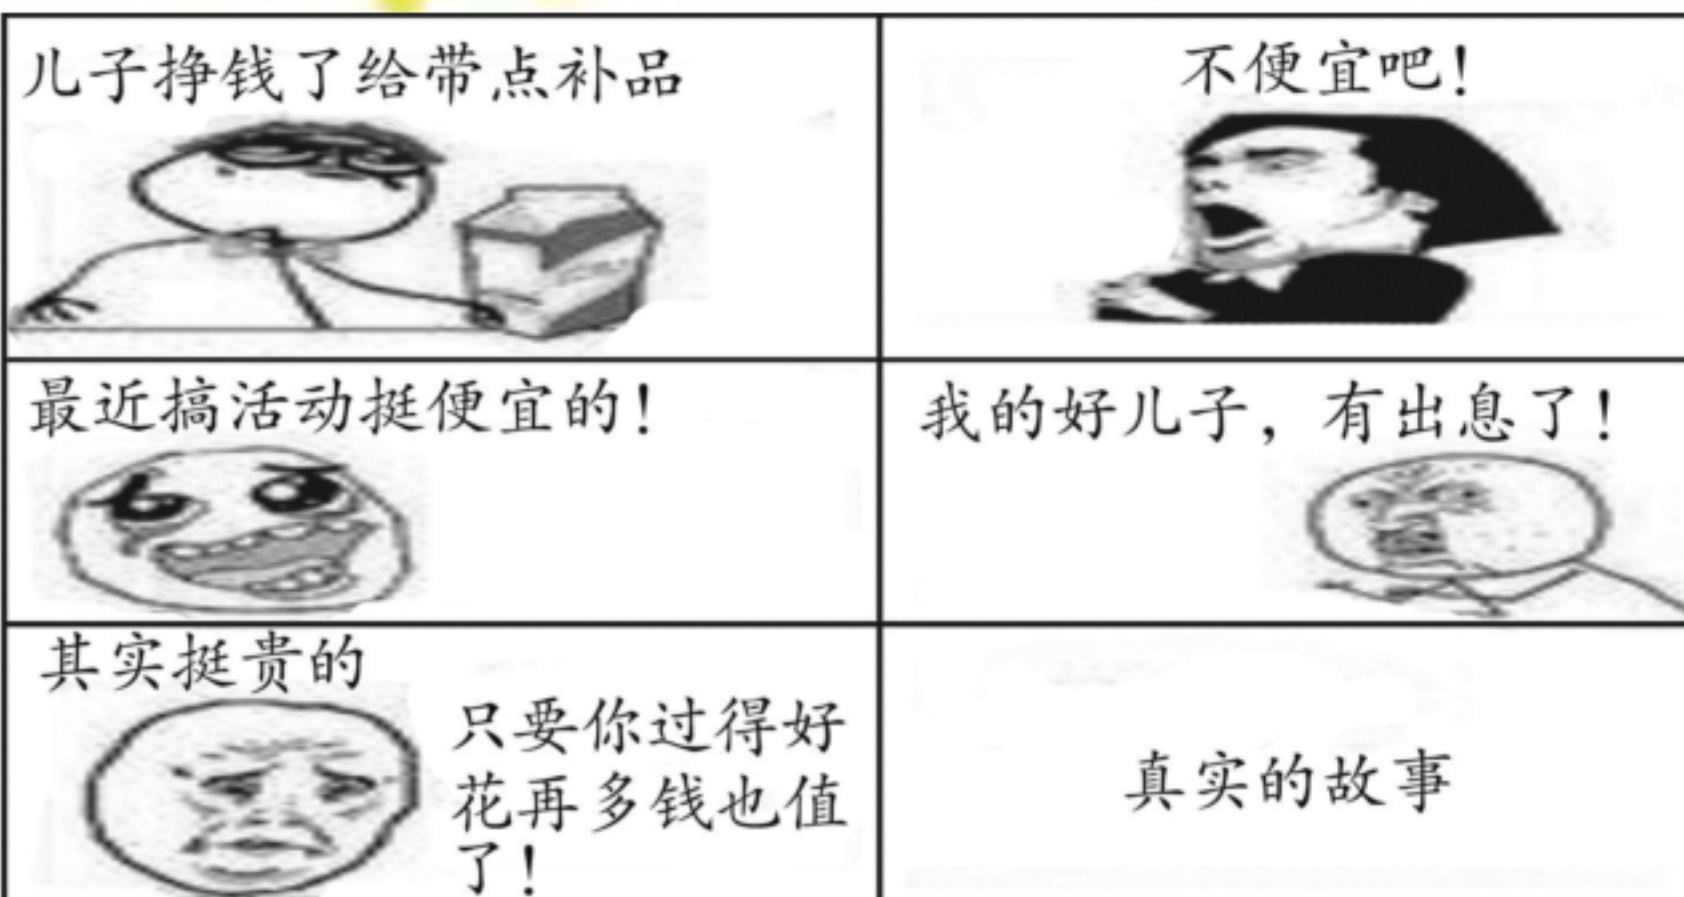 儿子挣钱了给带点补品
不便宜吧！
最近搞活动挺便宜的！
我的好儿子，有出息了！
其实挺贵的
只要你过得好
花再多钱也值
了！
真实的故事